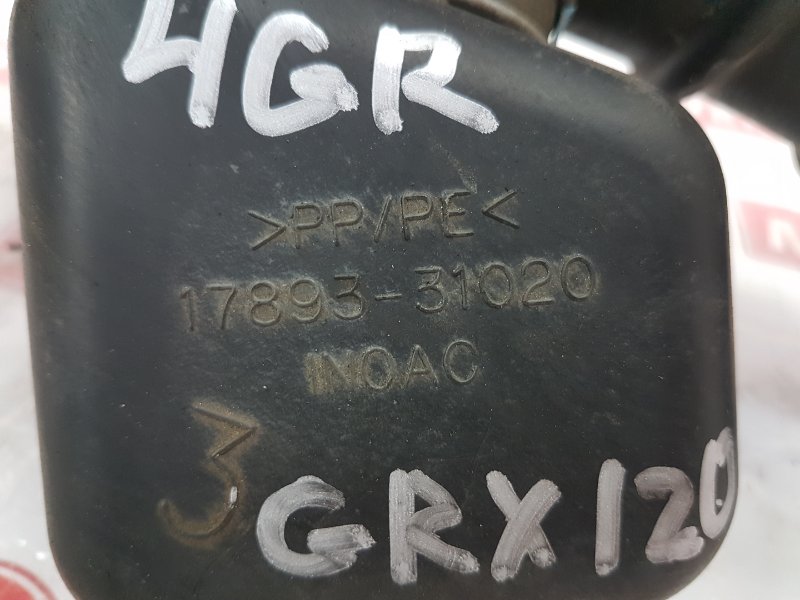 4GR
>PP/PE<
17893-31020
INOAC
3
GRX120